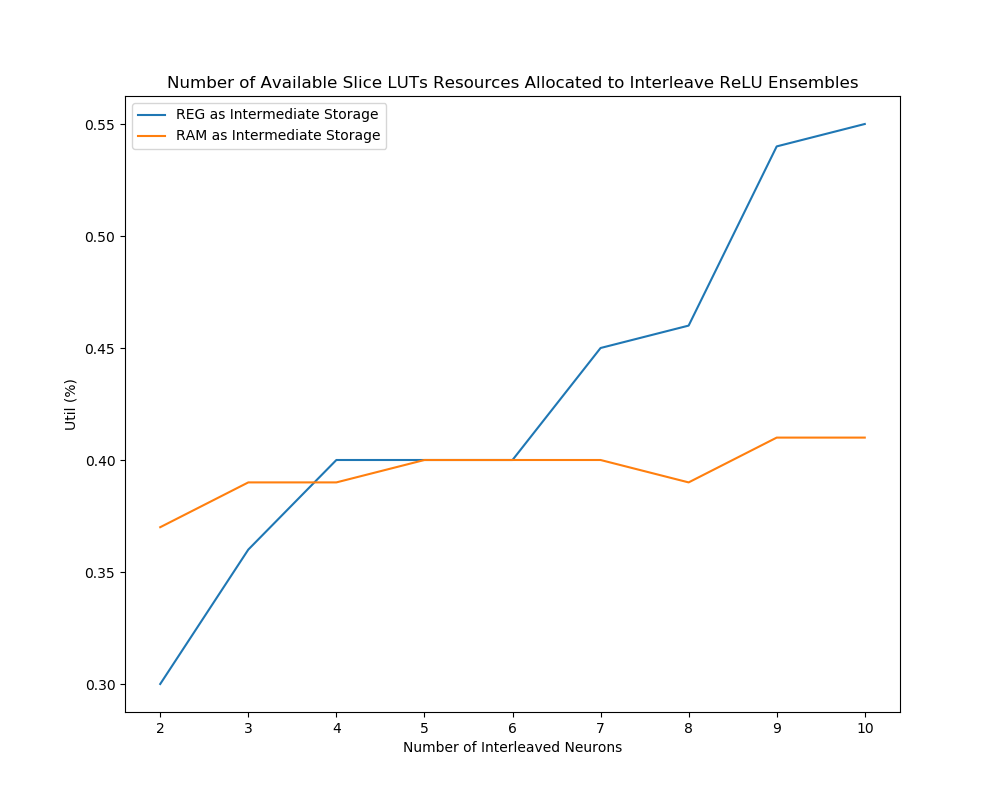 Number of Available Slice LUTs Resources Allocated to Interleave ReLU Ensembles
REG as Intermediate Storage
RAM as Intermediate Storage
0.55
0.50
0.45
0.40
0.35
0.30
Util (%)
2 3 4 5 6 7 8 9 10
Number of Interleaved Neurons